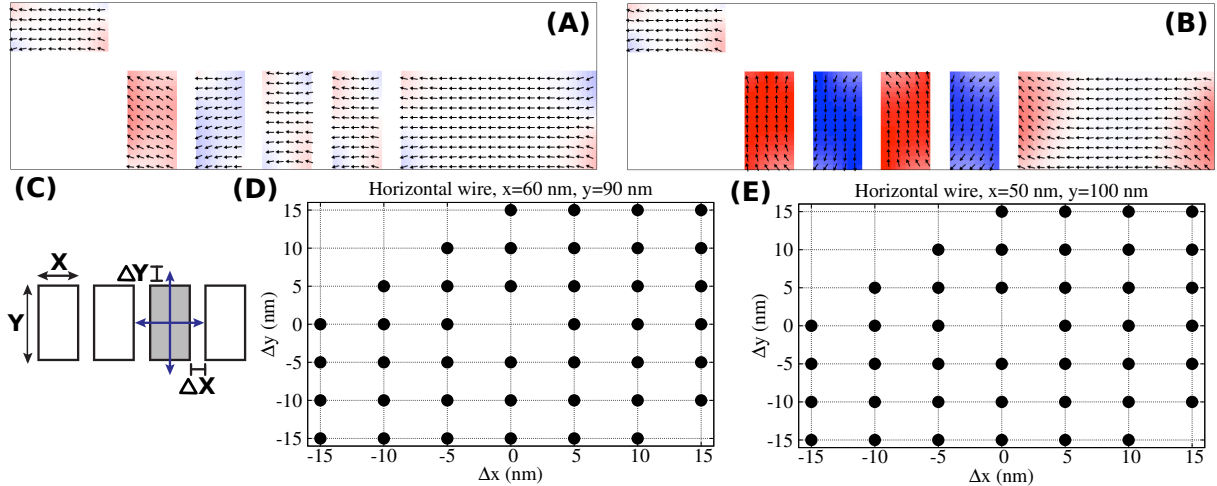 (A)
(B)
(C)
X
ΔY
Y
ΔX
(D)
Horizontal wire, x=60 nm, y=90 nm
15
10
5
0
-5
-10
-15
Δy (nm)
-15 -10 -5 0 5 10 15
Δx (nm)
(E)
Horizontal wire, x=50 nm, y=100 nm
15
10
5
0
-5
-10
-15
Δy (nm)
-15 -10 -5 0 5 10 15
Δx (nm)